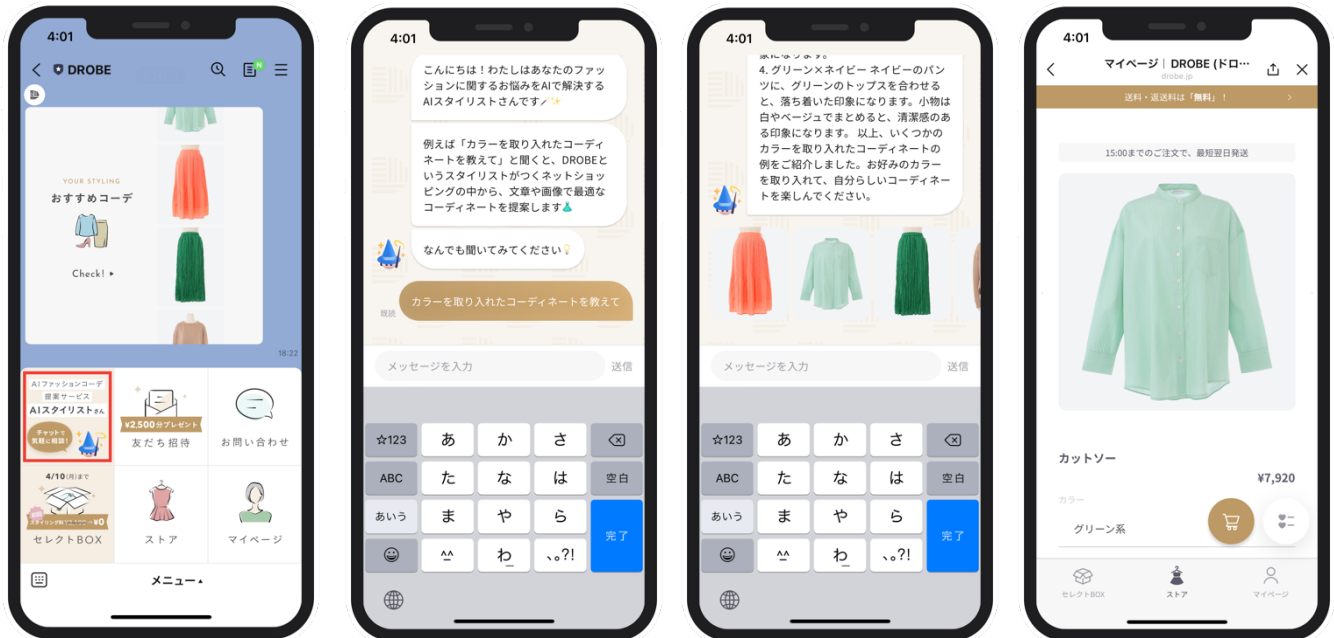 4:01
DROBE
N
YOUR STYLING
おすすめコーデ
Check!
18:22
AIファッションコーデ
提案サービス
AIスタイリストさん
チャットで
気軽に相談!
¥2,500分プレゼント
友だち招待
お問い合わせ
4/10(月)まで
セレクトBOX
ストア
マイページ
メニュー
4:01
こんにちは！わたしはあなたのファッ
ションに関するお悩みをAIで解決する
AIスタイリストさんです
例えば「カラーを取り入れたコーディ
ネートを教えて」と聞くと、DROBEと
いうスタイリストがつくネットショッ
ピングの中から、文章や画像で最適な
コーディネートを提案します
なんでも聞いてみてください
既読
カラーを取り入れたコーディネートを教えて
メッセージを入力
送信
☆123
あ
か
さ
ABC
た
な
は
空白
あいう
ま
や
ら
完了
^^
わ
、。?!
4:01
象になります。
4. グリーン×ネイビー ネイビーのパン
ツに、グリーンのトップスを合わせる
と、落ち着いた印象になります。小物は
白やベージュでまとめると、清潔感のあ
る印象になります。 以上、いくつかの
カラーを取り入れたコーディネートの
例をご紹介しました。お好みのカラー
を取り入れて、自分らしいコーディネー
トを楽しんでください。
メッセージを入力
送信
☆123
あ
か
さ
ABC
た
な
は
空白
あいう
ま
や
ら
完了
^^
わ
、。?!
4:01
マイページ｜ DROBE (ドロ…
drobe.jp
送料・返送料は「無料」！
15:00までのご注文で、最短翌日発送
カットソー
¥7,920
カラー
グリーン系
セレクトBOX
ストア
マイページ